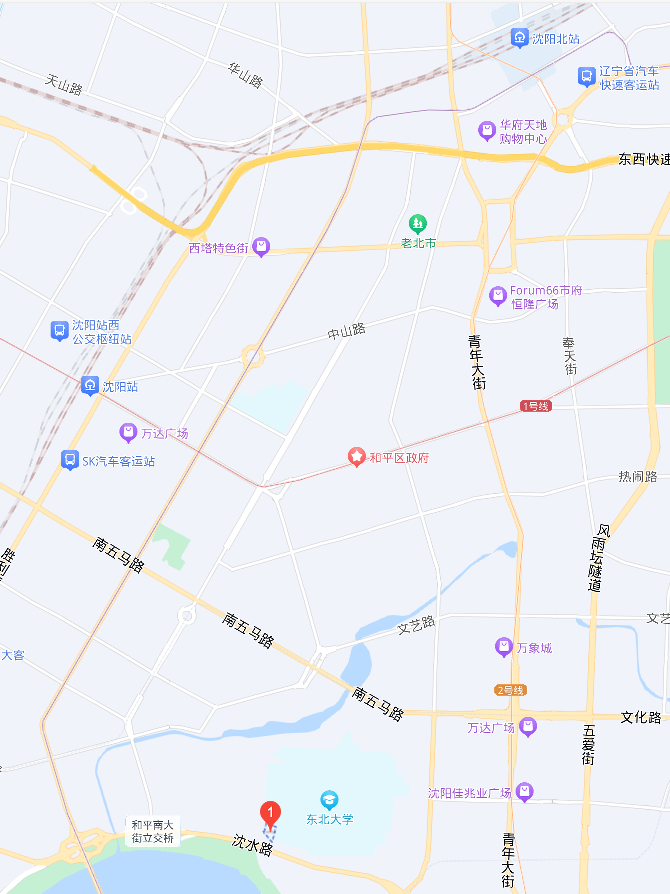 沈阳北站
辽宁省汽车
快速客运站
天山路
华山路
华府天地
购物中心
东西快速
老北市
西塔特色街
Forum66市府
恒隆广场
沈阳站西
公交枢纽站
中山路
青年大街
奉天街
沈阳站
1号线
万达广场
和平区政府
SK汽车客运站
热闹路
南五马路
风雨坛隧道
胜利
南五马路
文艺路
文艺
大客
万象城
2号线
南五马路
文化路
万达广场
五爱街
沈阳佳兆业广场
1
东北大学
和平南大
街立交桥
沈水路
青年大街